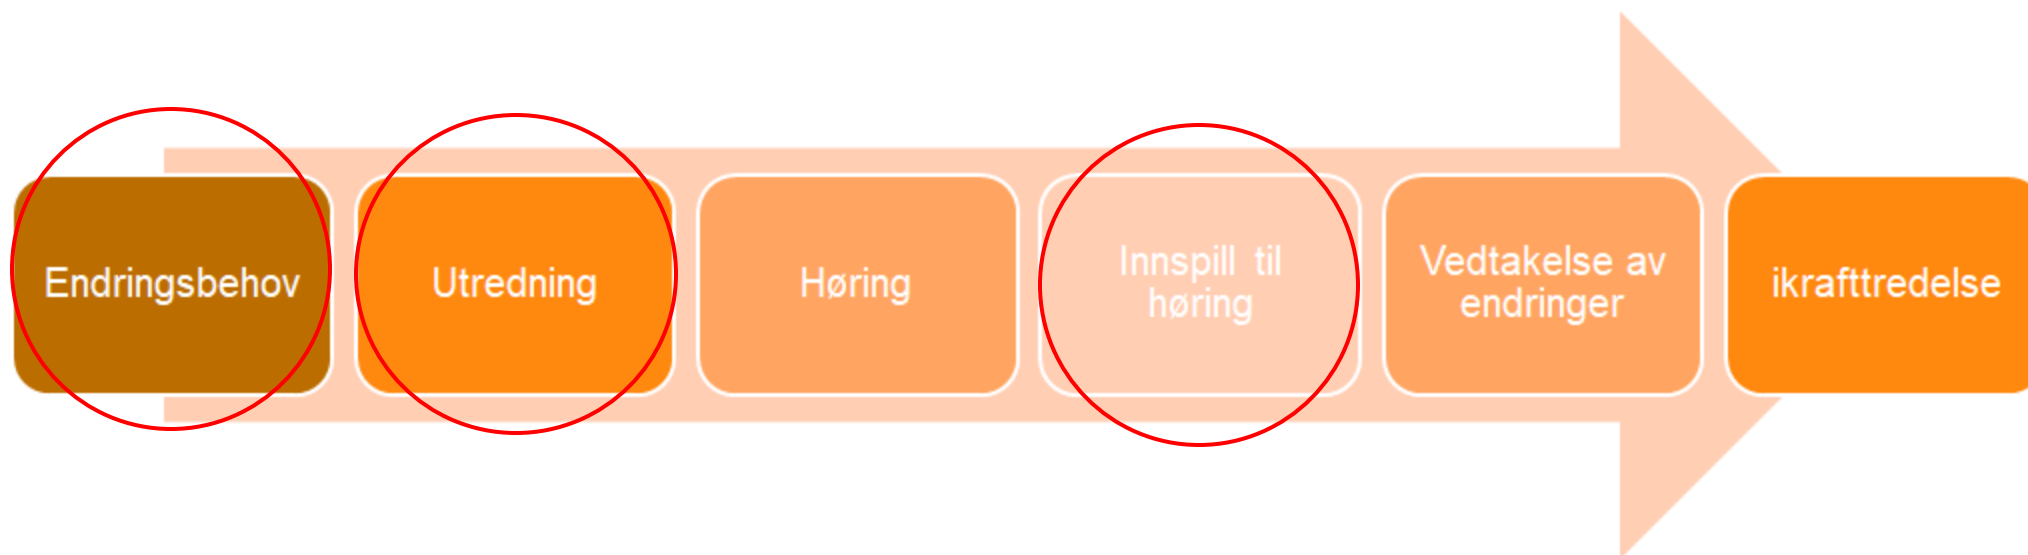 Endringsbehov
Utredning
Høring
Innspill til
høring
Vedtakelse av
endringer
ikrafttredelse